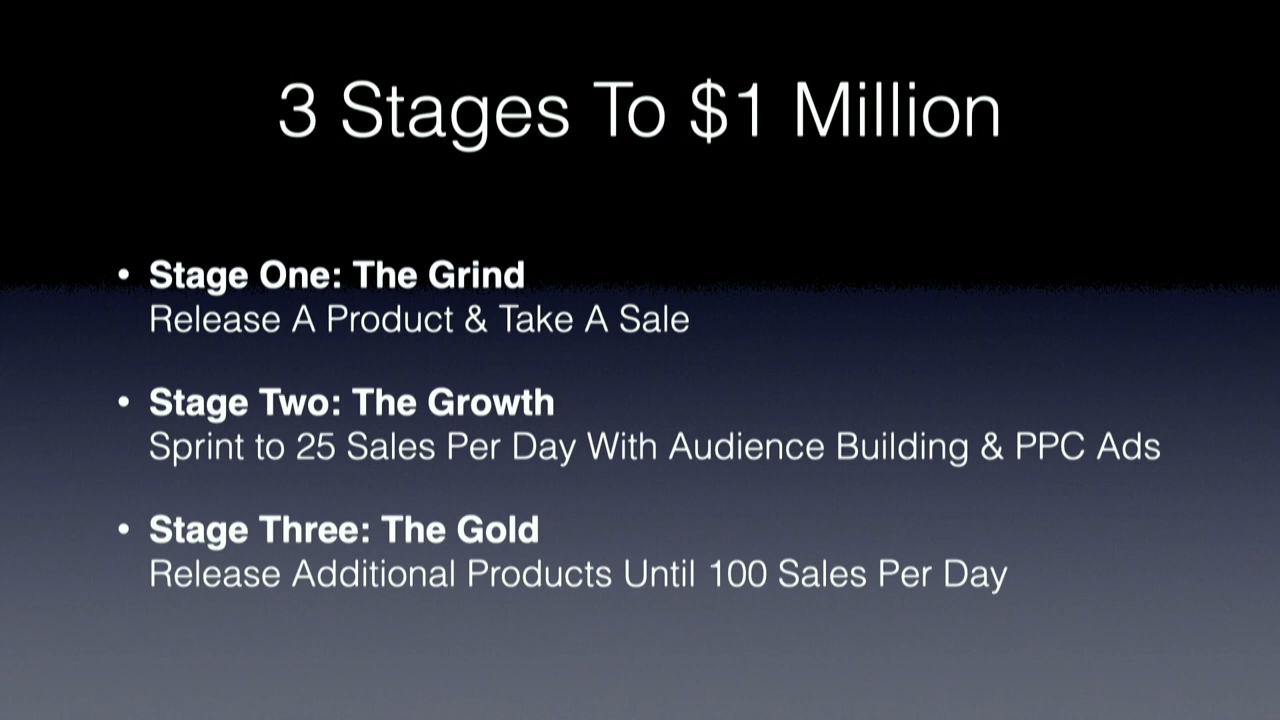 3 Stages To $1 Million
• Stage One: The Grind
Release A Product & Take A Sale
• Stage Two: The Growth
Sprint to 25 Sales Per Day With Audience Building & PPC Ads
• Stage Three: The Gold
Release Additional Products Until 100 Sales Per Day